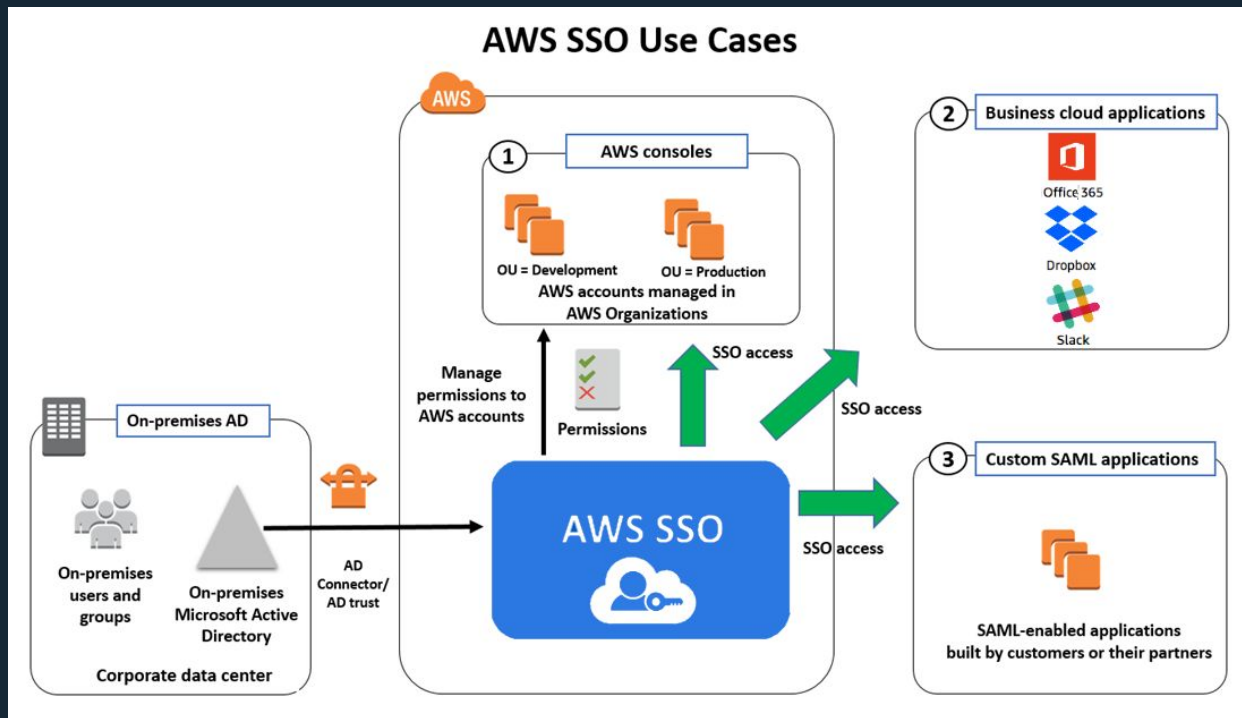 AWS SSO Use Cases
AWS
1
AWS consoles
OU = Development
OU = Production
AWS accounts managed in
AWS Organizations
2
Business cloud applications
Office 365
Dropbox
Slack
Manage
permissions to
AWS accounts
Permissions
SSO access
SSO access
On-premises AD
On-premises
users and
groups
On-premises
Microsoft Active
Directory
Corporate data center
AD
Connector/
AD trust
AWS SSO
SSO access
3
Custom SAML applications
SAML-enabled applications
built by customers or their partners